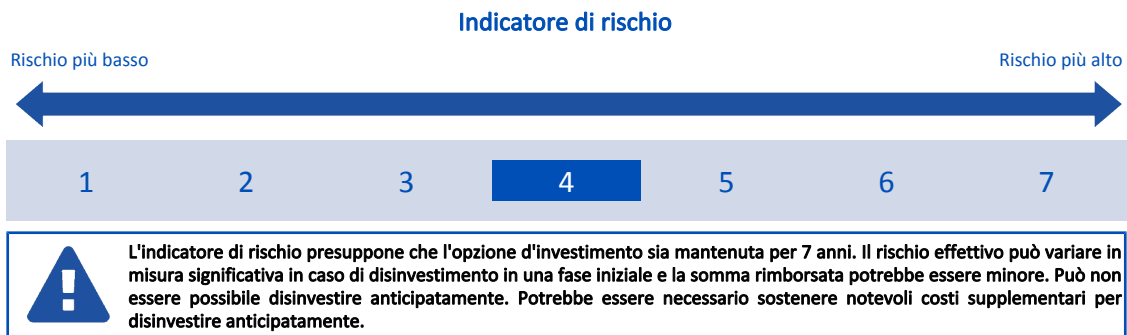 Indicatore di rischio
Rischio più basso
Rischio più alto
1 2 3 4 5 6 7
L'indicatore di rischio presuppone che l'opzione d'investimento sia mantenuta per 7 anni. Il rischio effettivo può variare in
misura significativa in caso di disinvestimento in una fase iniziale e la somma rimborsata potrebbe essere minore. Può non
essere possibile disinvestire anticipatamente. Potrebbe essere necessario sostenere notevoli costi supplementari per
disinvestire anticipatamente.